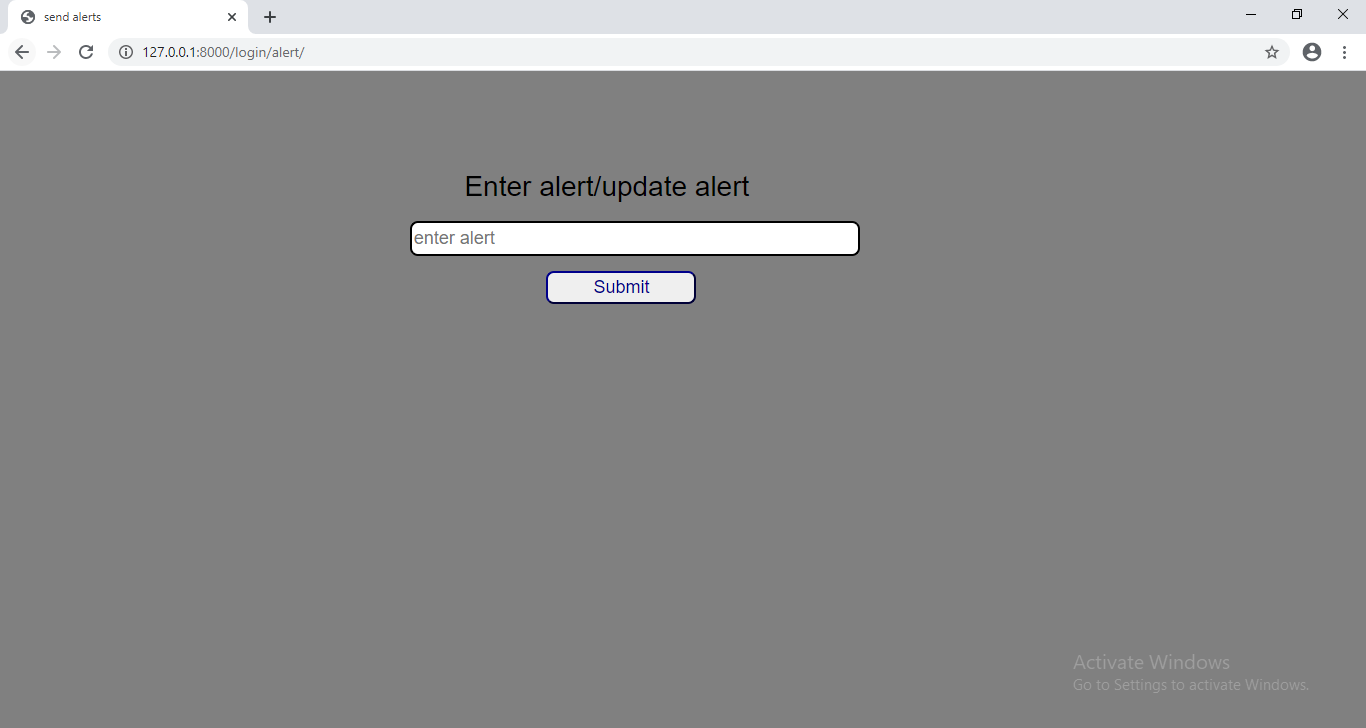 send alerts
127.0.0.1:8000/login/alert/
Enter alert/update alert
enter alert
Submit
Activate Windows
Go to Settings to activate Windows.